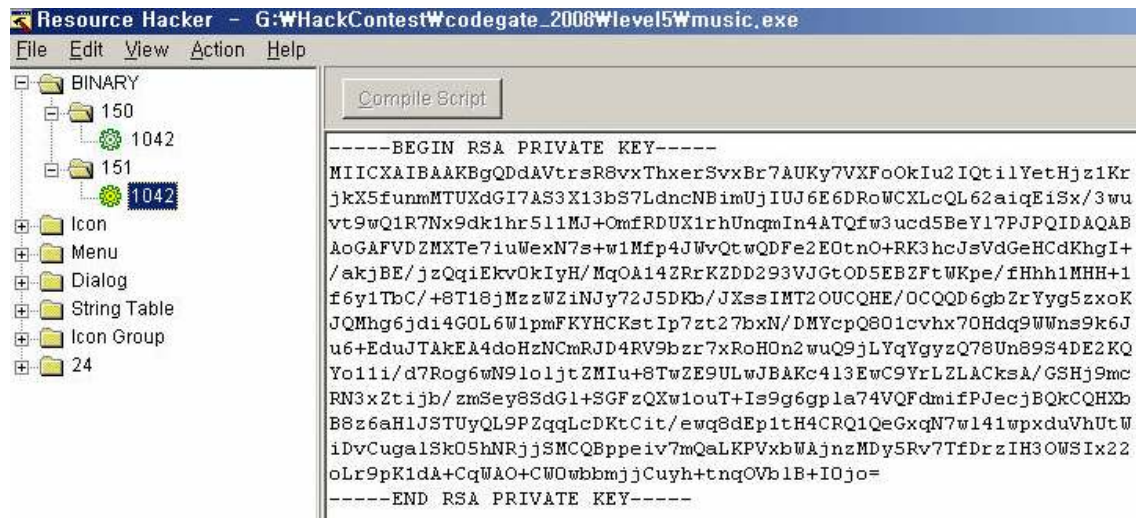 Resource Hacker - G:₩HackContest₩codegate_2008₩level5₩music.exe
File Edit View Action Help
BINARY
150
1042
151
1042
Icon
Menu
Dialog
String Table
Icon Group
24
Compile Script
-----BEGIN RSA PRIVATE KEY-----
MIICXAIBAAKBgQDdAVtrsR8vxThxerSvxBr7AUKy7VXFoOkIu2IQtilYetHjz1Kr
jkX5funmMTUXdGI7AS3X13bS7LdncNBimUjIUJ6E6DRoWCXLcQL62aiqEiSx/3wu
vt9wQ1R7Nx9dk1hr5l1MJ+OmfRDUX1rhUnqmIn4ATQfw3ucd5BeYl7PJPQIDAQAB
AoGAFVDZMXTe7iuWexN7s+w1Mfp4JWvQtwQDFe2EOtnO+RK3hcJsVdGeHCdKhgI+
/akjBE/jzQqiEkvOkIyH/MqOA14ZRrKZDD293VJGtOD5EBZFtWKpe/fHhh1MHH+1
f6y1TbC/+8T18jMzzWZiNJy72J5DKb/JXssIMT2OUCQHE/OCQQD6gbZrYyg5zxoK
JQMhg6jdi4GOL6W1pmFKYHCKstIp7zt27bxN/DMYcpQ8O1cvhx7OHdq9WWns9k6J
u6+EduJTAkEA4doHzNCmRJD4RV9bzr7xRoHOn2wuQ9jLYqYgyzQ78Un89S4DE2KQ
Yo11i/d7Rog6wN9loljtZMIu+8TwZE9ULwJBAKc4l3EwC9YrLZLACksA/GSHj9mc
RN3xZtijb/zmSey8SdGl+SGFzQXw1ouT+Is9g6gpla74VQFdmifPJecjBQkCQHXb
B8z6aHlJSTUyQL9PZqqLcDKtCit/ewq8dEp1tH4CRQ1QeGxqN7wl41wpxduVhUtW
iDvCugalSkO5hNRjjSMCQBppeiv7mQaLKPVxbWAjnzMDy5Rv7TfDrzIH3OWSIx22
oLr9pK1dA+CqWAO+CWOwbbmjjCuyh+tnqOVblB+IOjo=
-----END RSA PRIVATE KEY-----